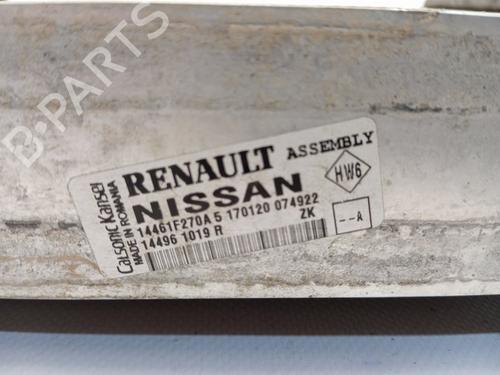 B-PARTS
Calsonic Kansei
MADE IN ROMANIA
RENAULT ASSEMBLY
NISSAN
HW6
14461F270A 5 170120 074922
ZK
--A
14496 1019 R